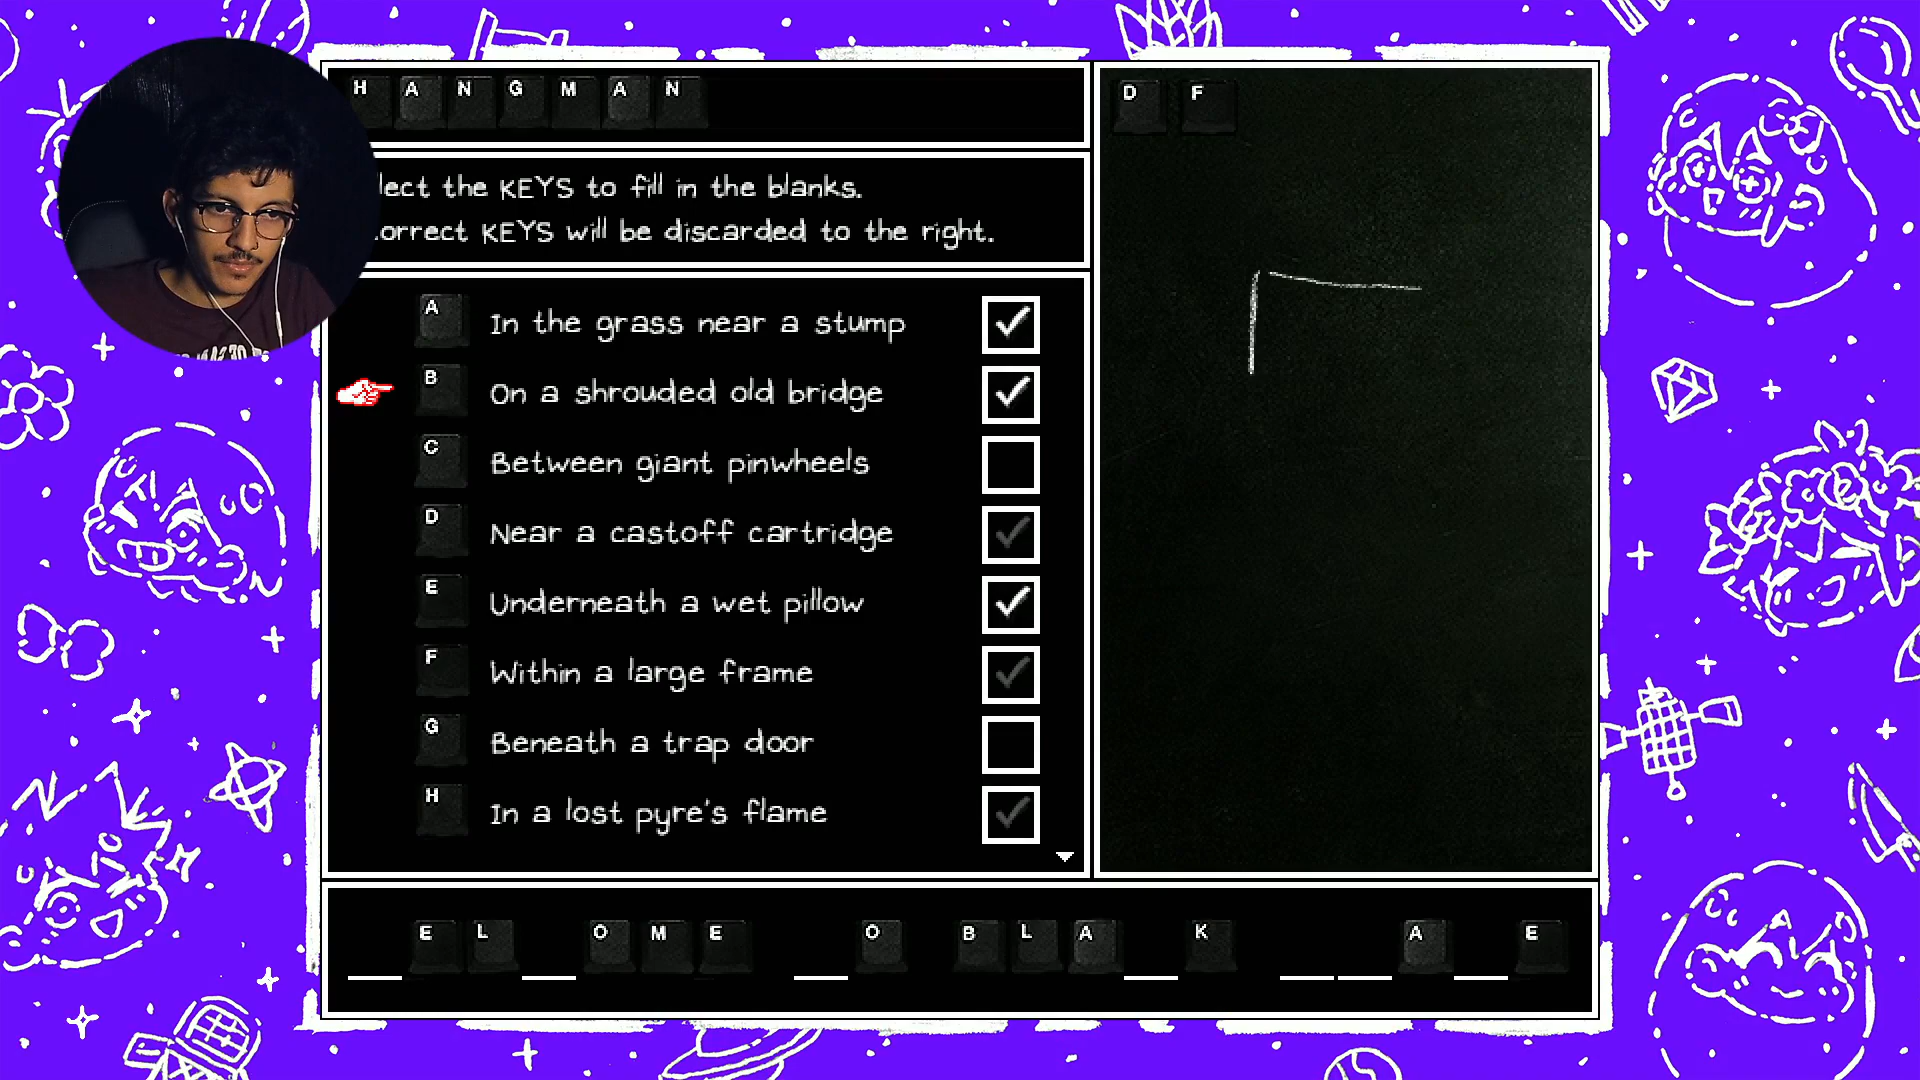 H A N G M A N
lect the KEYS to fill in the blanks.
orrect KEYS will be discarded to the right.
A In the grass near a stump
B On a shrouded old bridge
C Between giant pinwheels
D Near a castoff cartridge
E Underneath a wet pillow
F Within a large frame
G Beneath a trap door
H In a lost pyre's flame
D F
_ E L _ O M E _ O B L A _ K _ _ A _ E